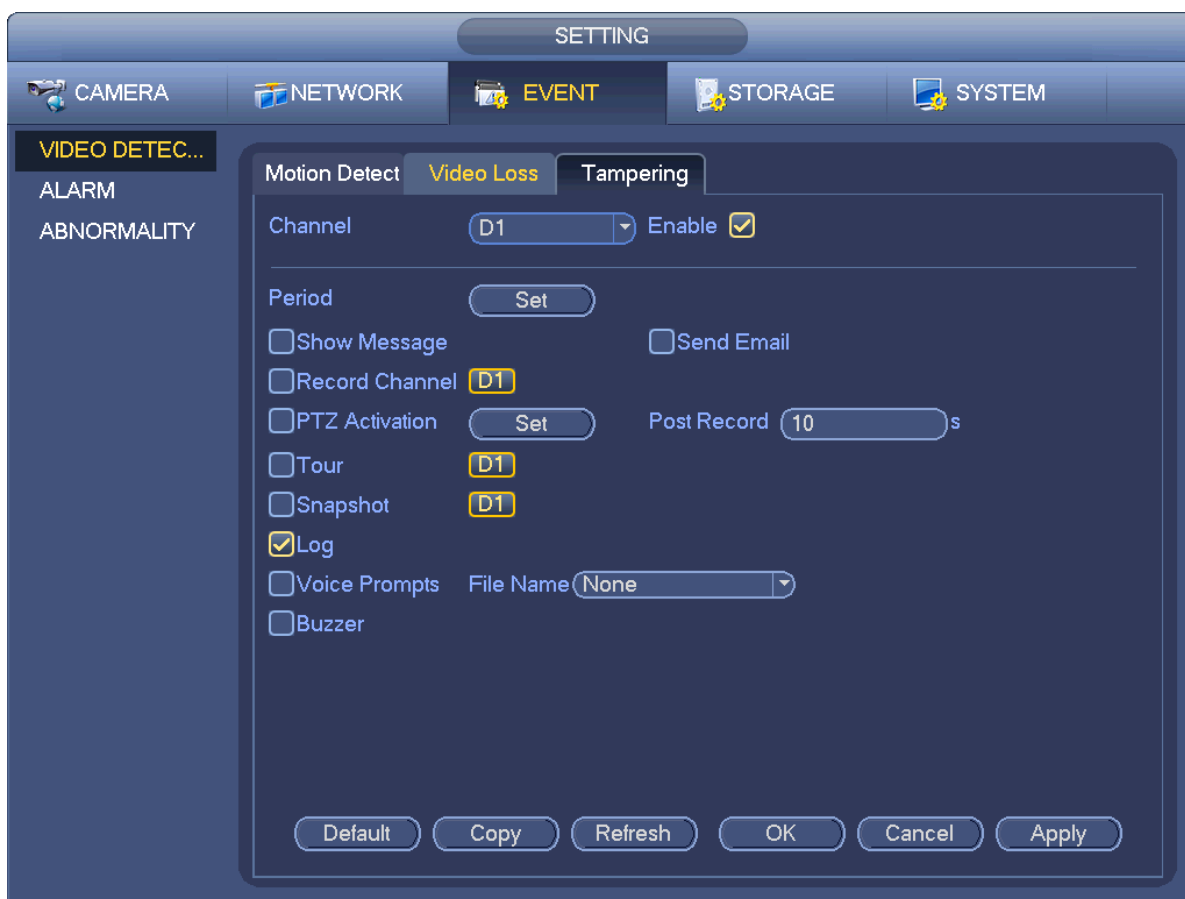 SETTING
CAMERA NETWORK EVENT STORAGE SYSTEM
VIDEO DETEC...
ALARM
ABNORMALITY
Motion Detect Video Loss Tampering
Channel D1 Enable
Period Set
Show Message Send Email
Record Channel D1
PTZ Activation Set Post Record 10 s
Tour D1
Snapshot D1
Log
Voice Prompts File Name None
Buzzer
Default Copy Refresh OK Cancel Apply